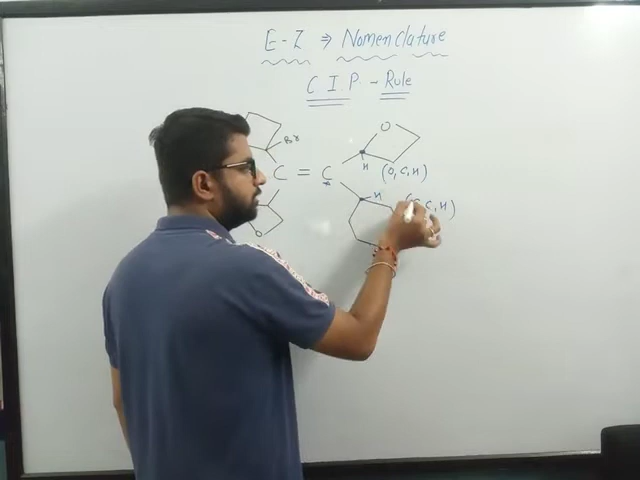 E-Z ⇒ Nomenclature
C I P. - Rule
Br
O
C = C
H
(O, C, H)
H
C, H)
O